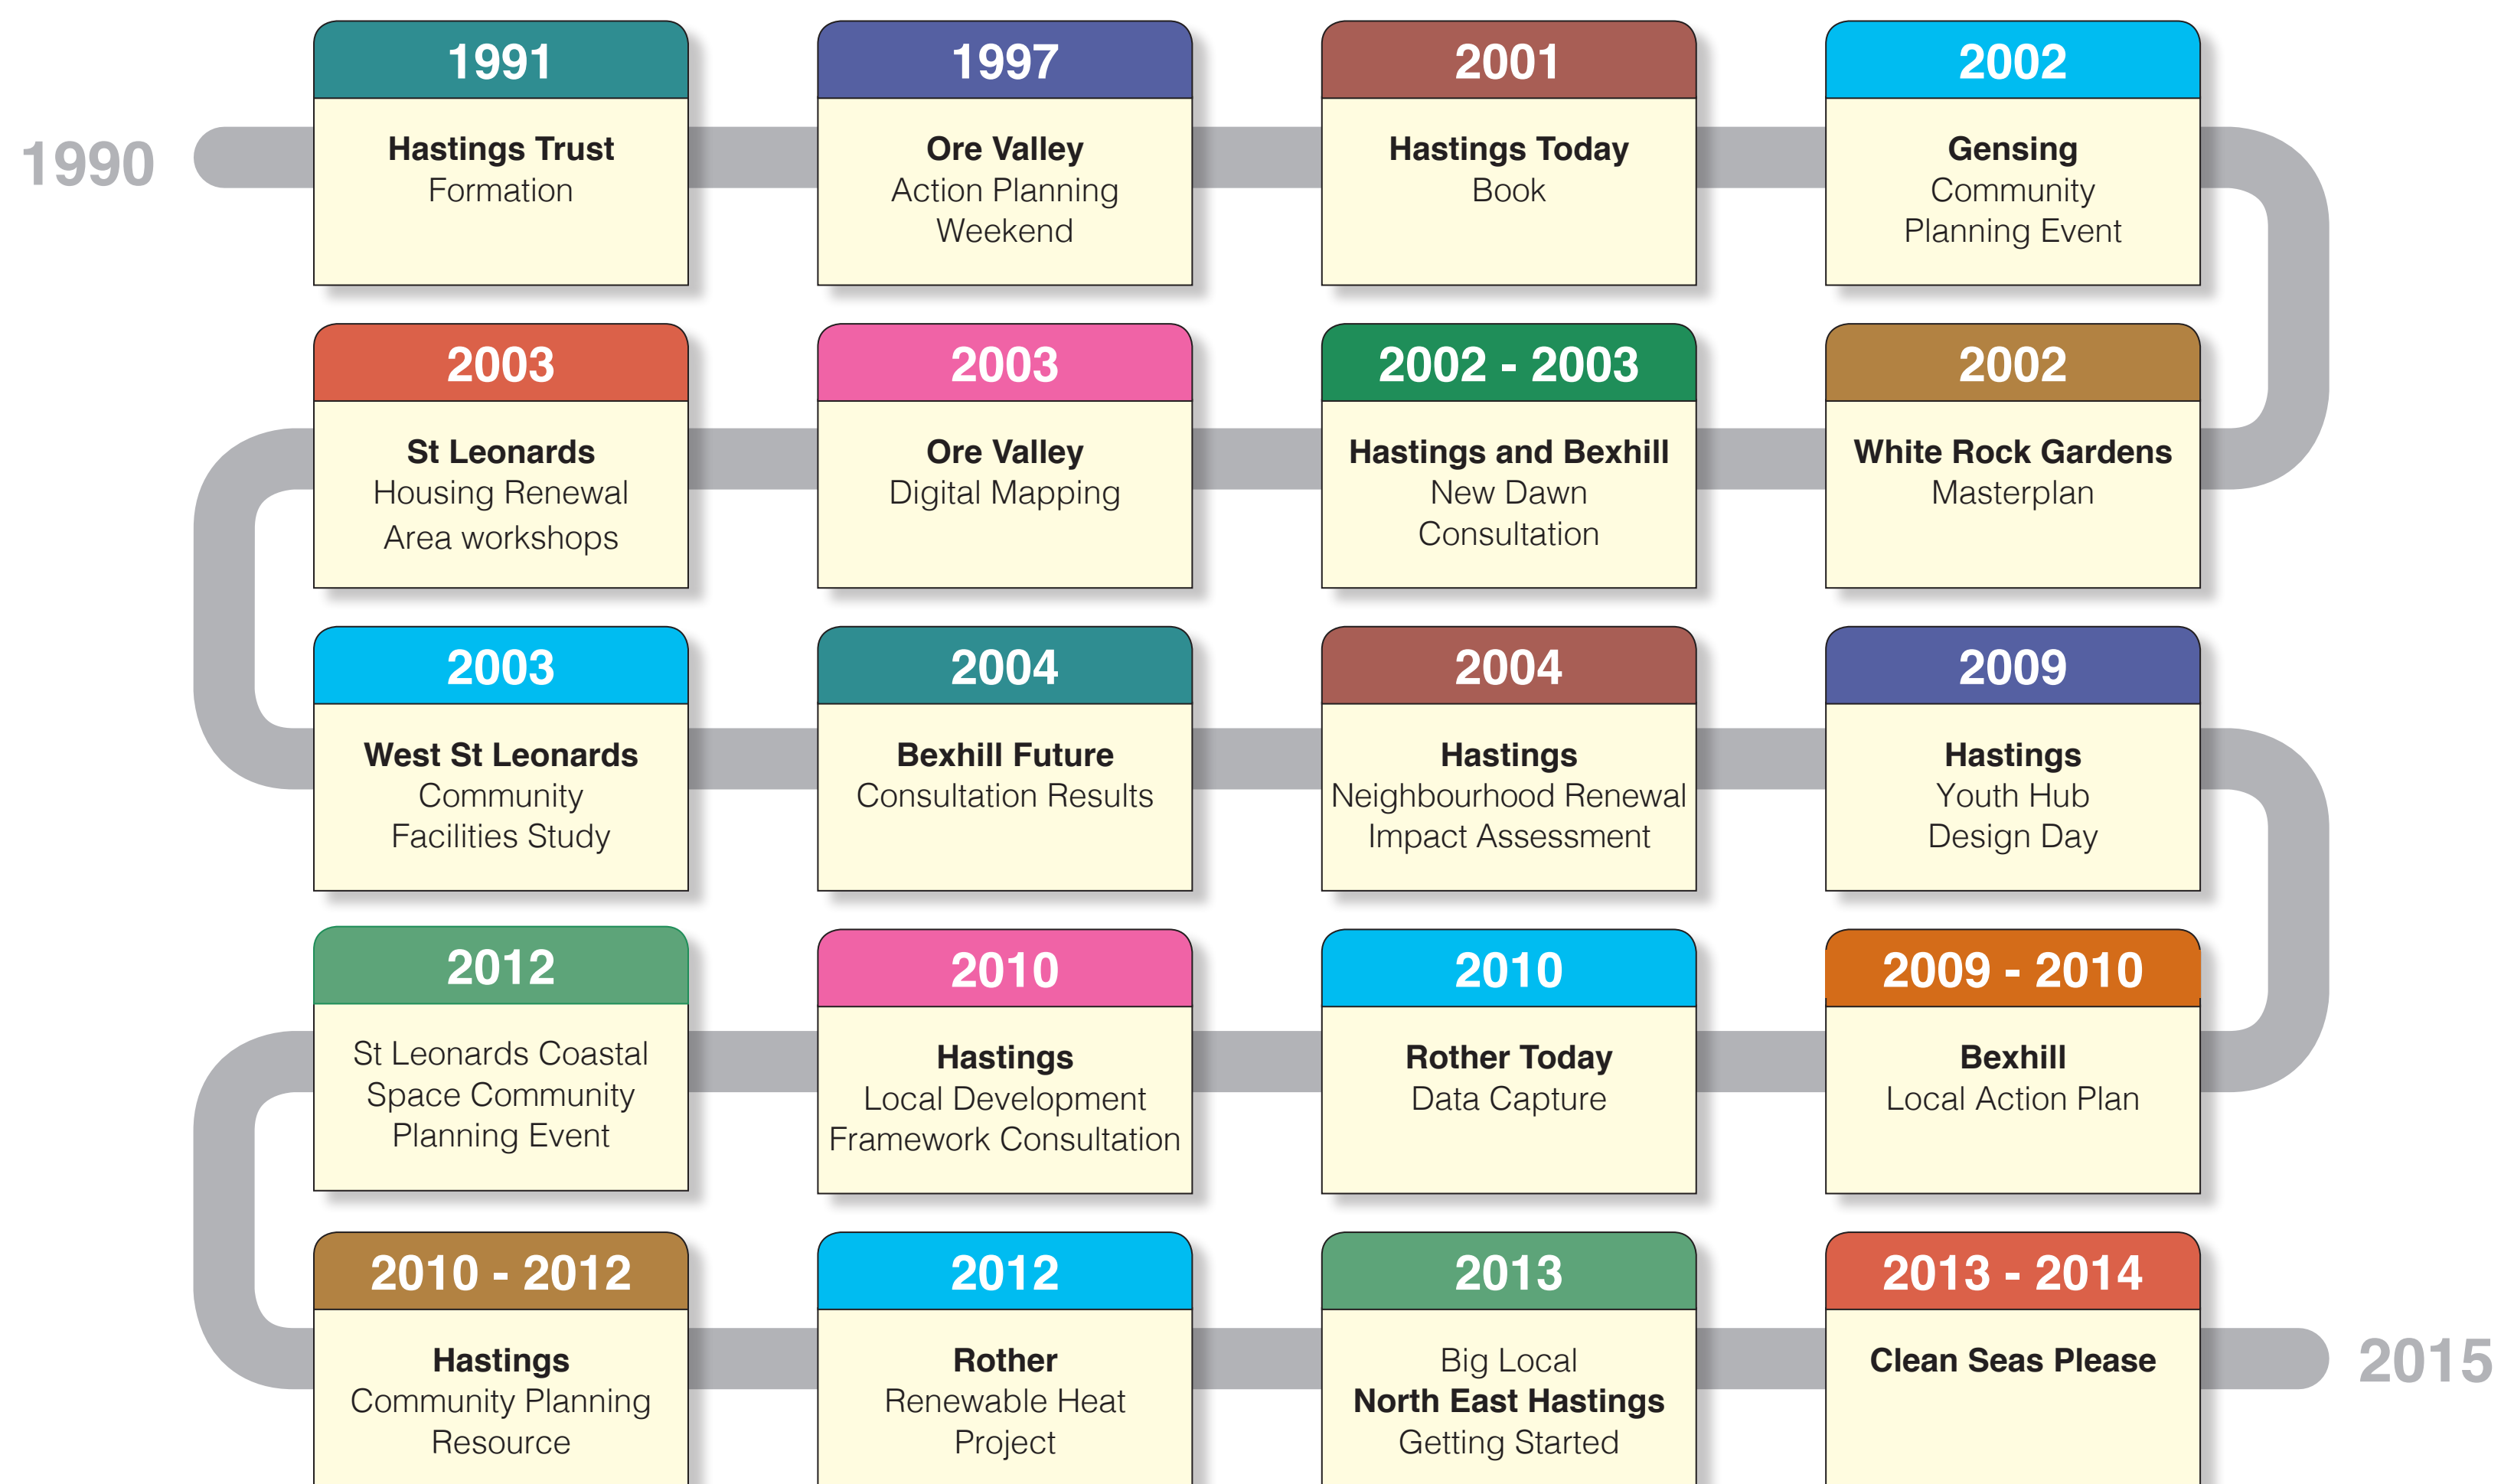 1990
1991
Hastings Trust
Formation
1997
Ore Valley
Action Planning
Weekend
2001
Hastings Today
Book
2002
Gensing
Community
Planning Event
2002
White Rock Gardens
Masterplan
2002 - 2003
Hastings and Bexhill
New Dawn
Consultation
2003
Ore Valley
Digital Mapping
2003
St Leonards
Housing Renewal
Area workshops
2003
West St Leonards
Community
Facilities Study
2004
Bexhill Future
Consultation Results
2004
Hastings
Neighbourhood Renewal
Impact Assessment
2009
Hastings
Youth Hub
Design Day
2009 - 2010
Bexhill
Local Action Plan
2010
Rother Today
Data Capture
2010
Hastings
Local Development
Framework Consultation
2012
St Leonards Coastal
Space Community
Planning Event
2010 - 2012
Hastings
Community Planning
Resource
2012
Rother
Renewable Heat
Project
2013
Big Local
North East Hastings
Getting Started
2013 - 2014
Clean Seas Please
2015